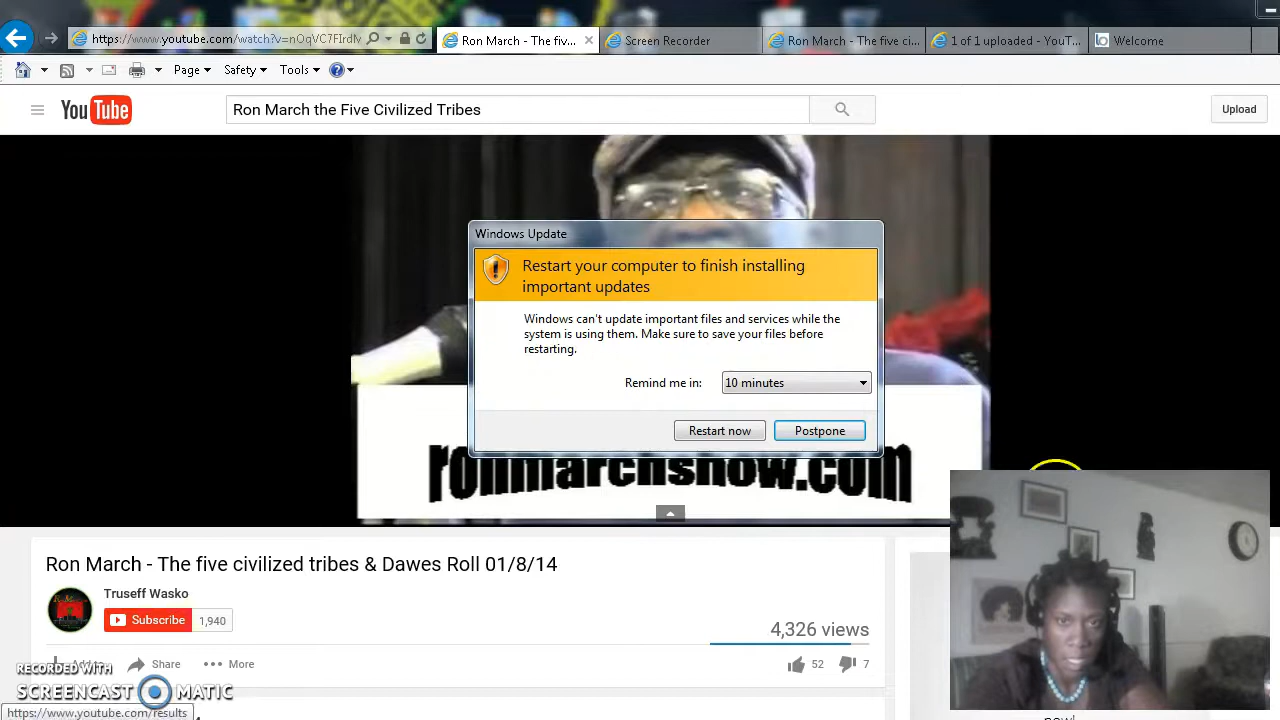 https://www.youtube.com/watch?v=nOqVC7FIrdM
Ron March - The fiv...
Screen Recorder
Ron March - The five ci...
1 of 1 uploaded - YouT...
Welcome
Page
Safety
Tools
YouTube
Ron March the Five Civilized Tribes
Upload
Windows Update
Restart your computer to finish installing
important updates
Windows can't update important files and services while the
system is using them. Make sure to save your files before
restarting.
Remind me in:
10 minutes
Restart now
Postpone
ronmarchshow.com
Ron March - The five civilized tribes & Dawes Roll 01/8/14
Truseff Wasko
Subscribe
1,940
4,326 views
Share
More
52
7
RECORDED WITH
SCREENCAST MATIC
https://www.youtube.com/results
now!